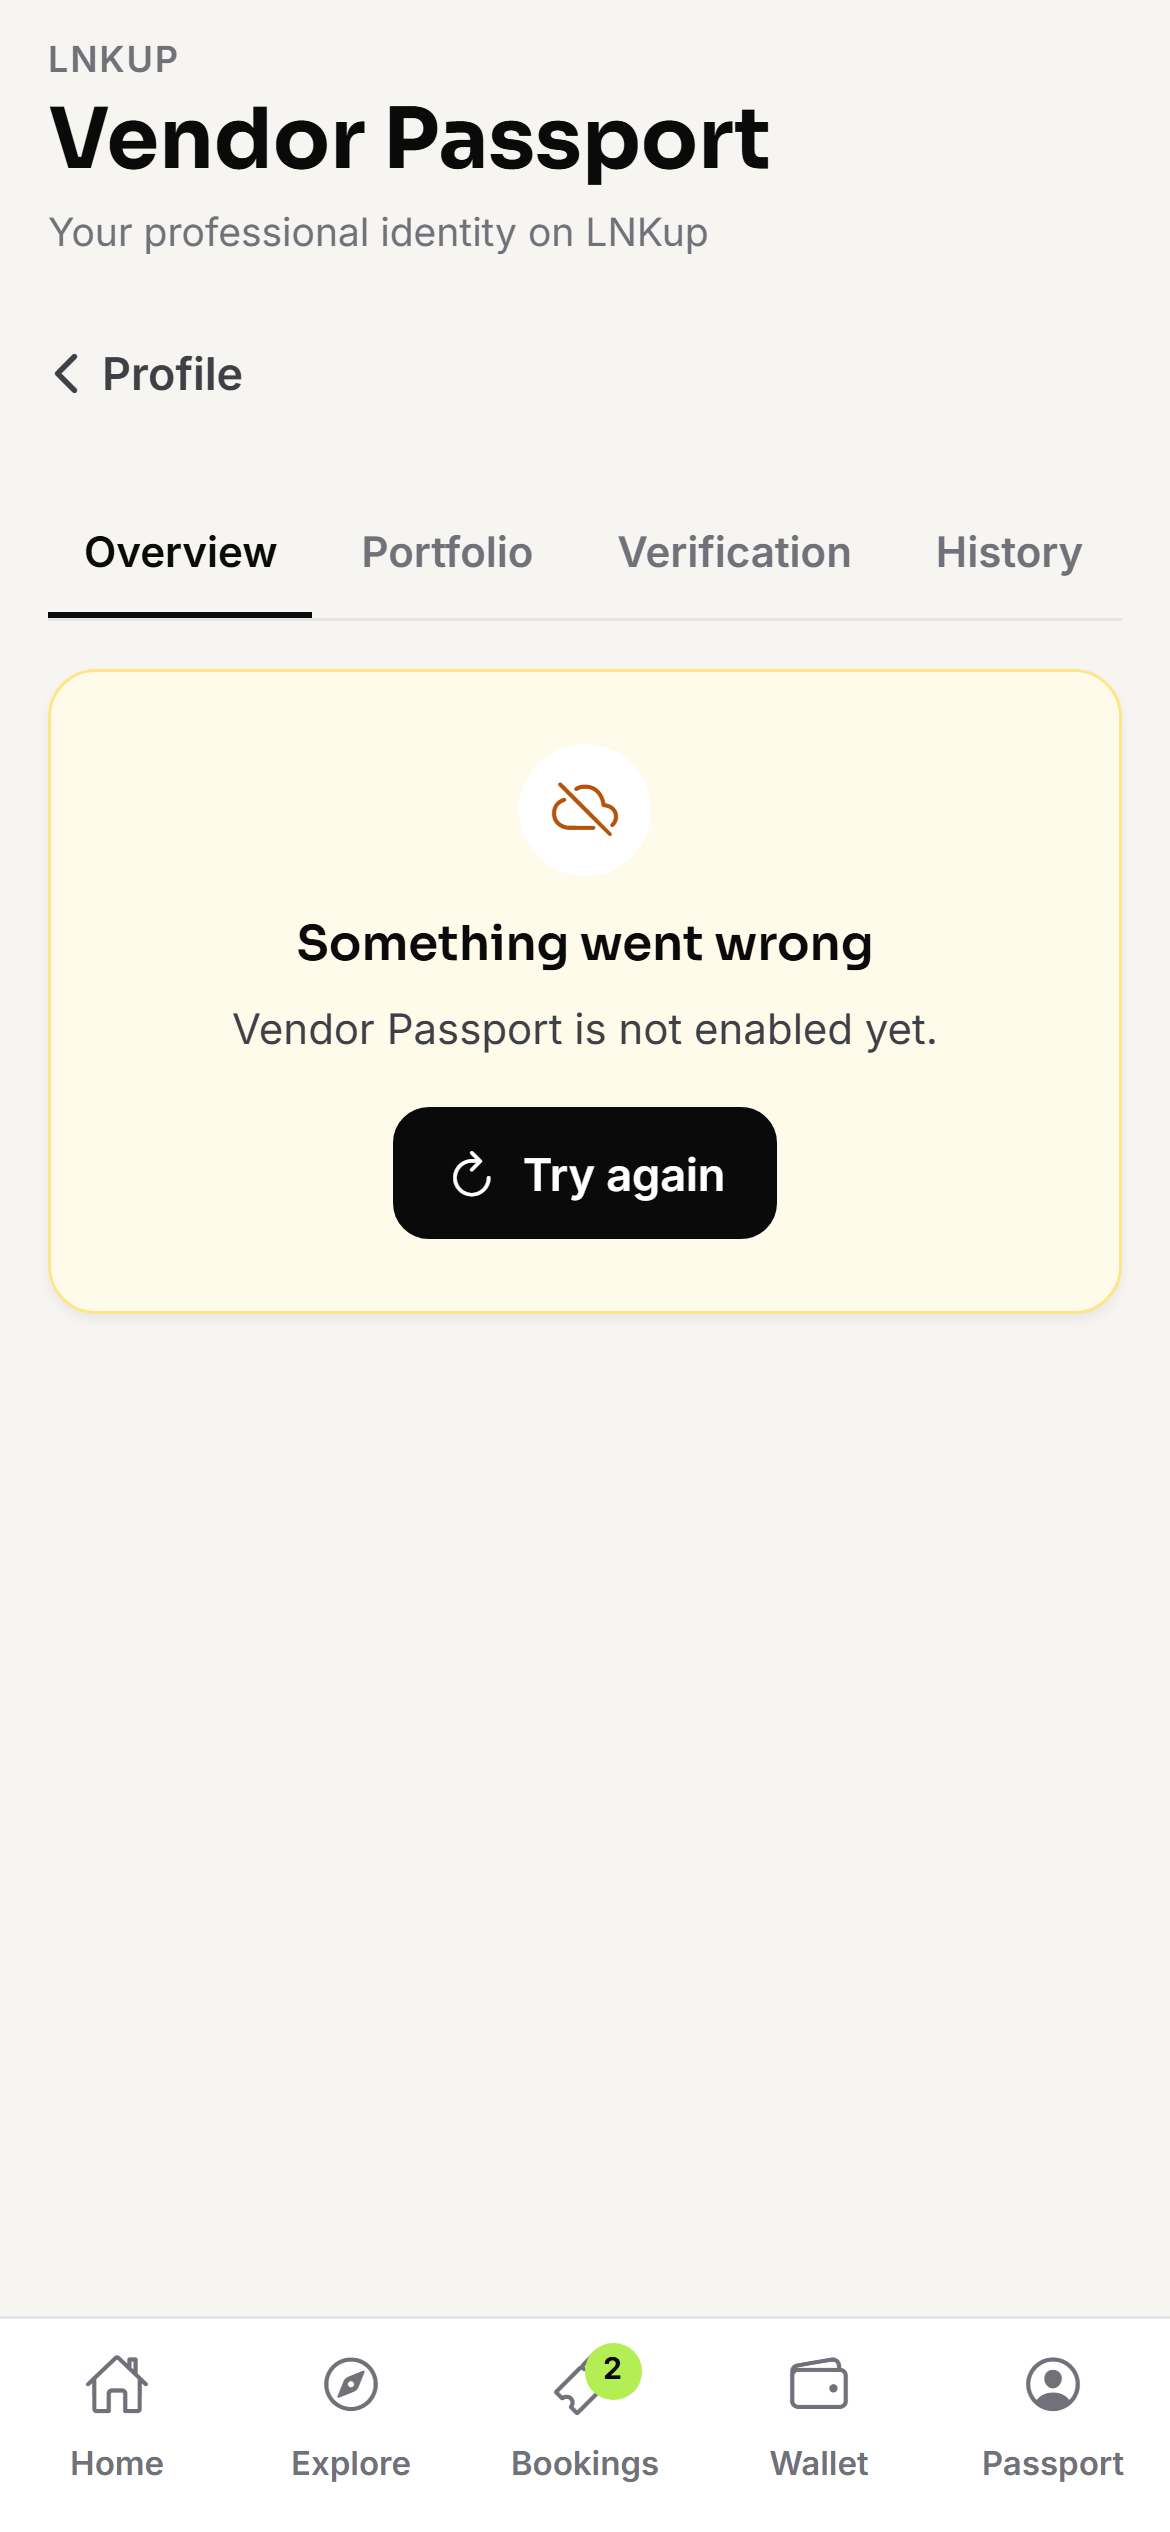 LNKUP
Vendor Passport
Your professional identity on LNKup
Profile
Overview Portfolio Verification History
Something went wrong
Vendor Passport is not enabled yet.
Try again
2
Home Explore Bookings Wallet Passport